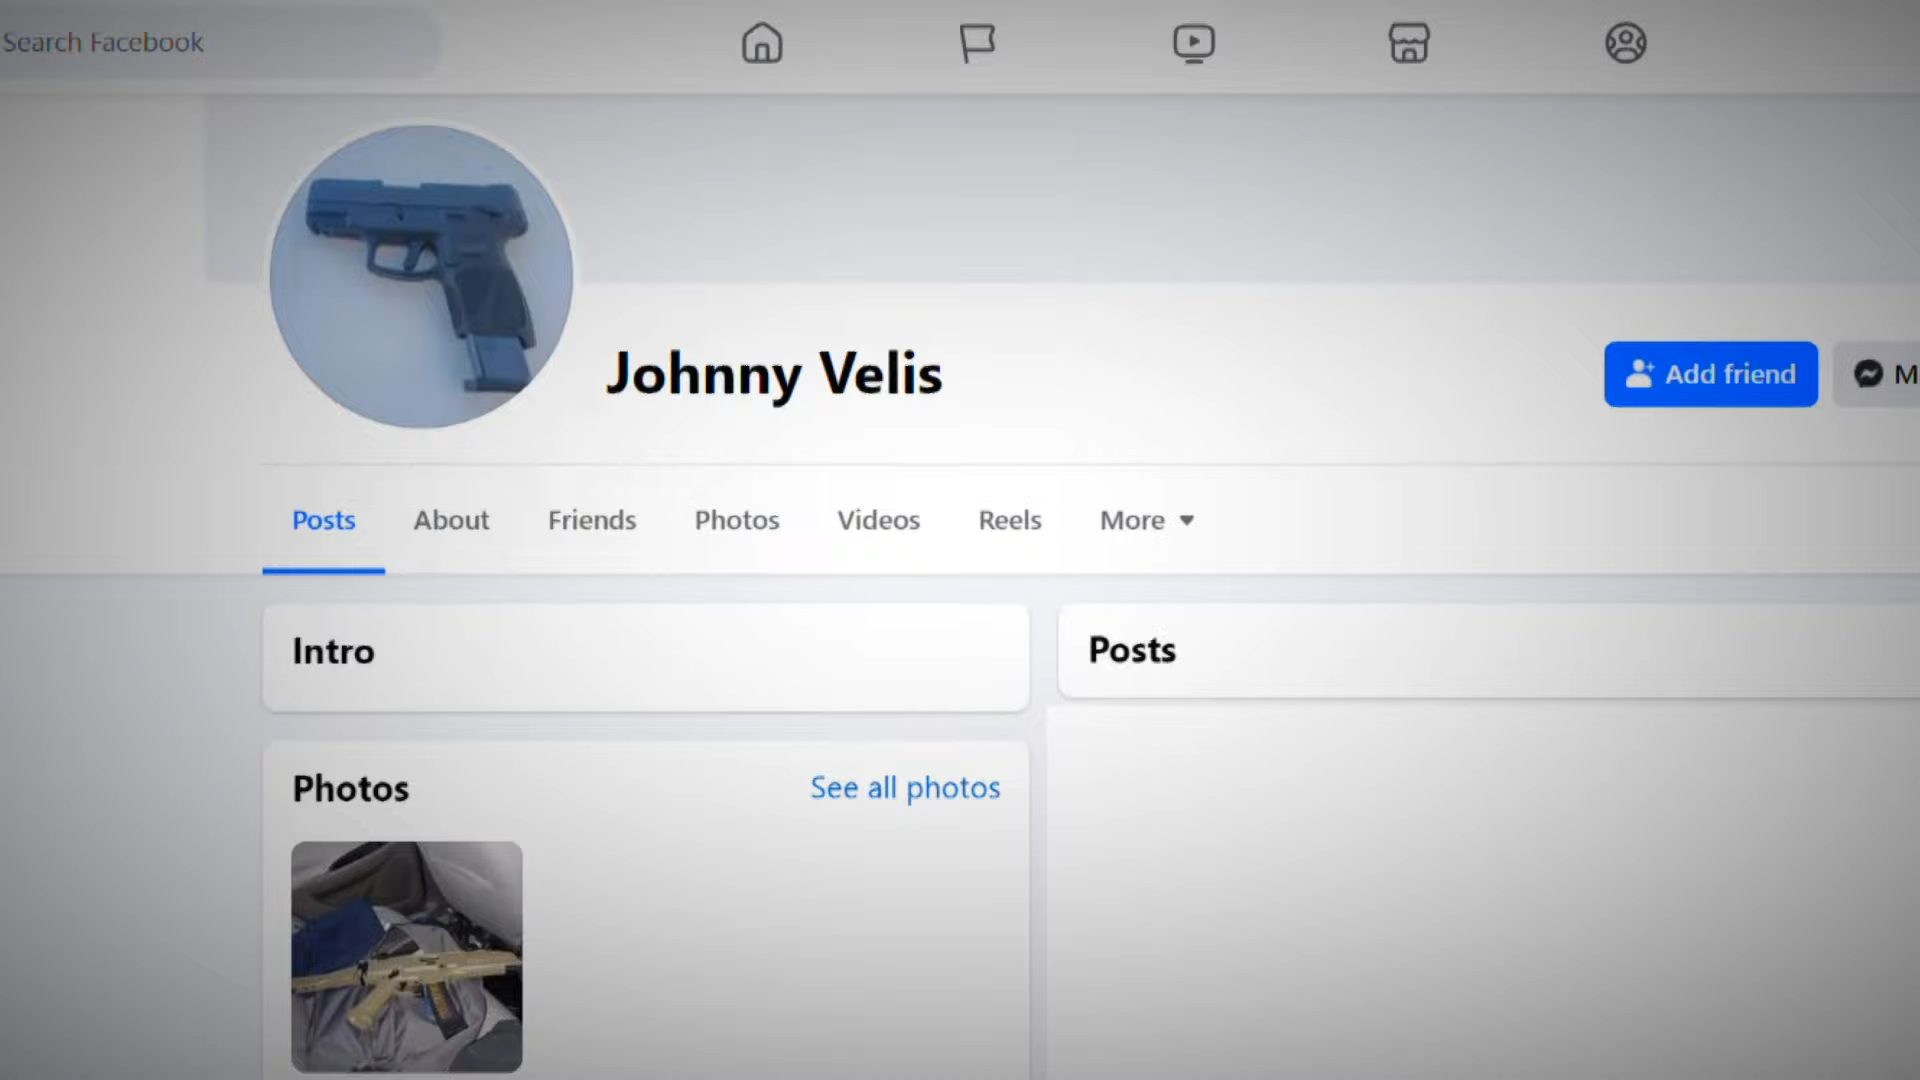 Search Facebook
Johnny Velis
Add friend
M
Posts
About
Friends
Photos
Videos
Reels
More
Intro
Posts
Photos
See all photos